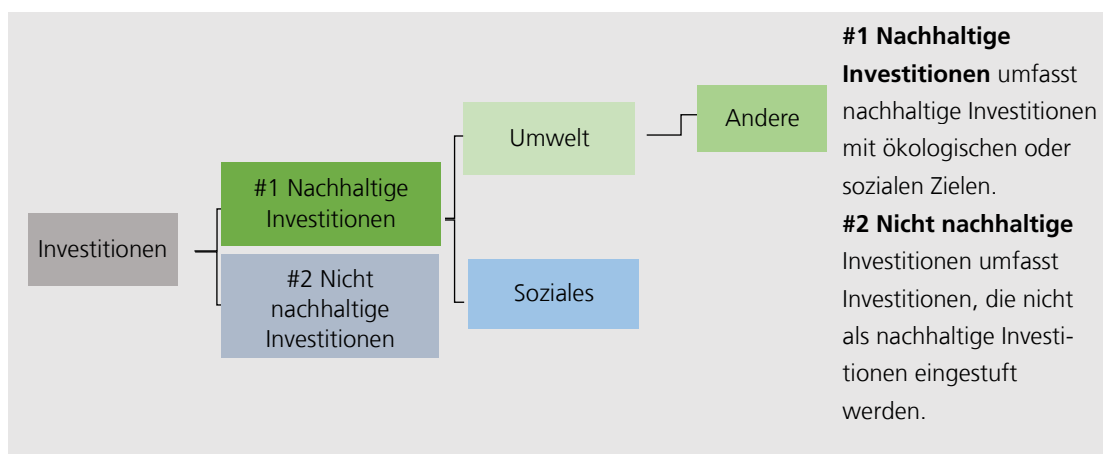 Investitionen
#1 Nachhaltige
Investitionen
#2 Nicht
nachhaltige
Investitionen
Umwelt
Soziales
Andere
#1 Nachhaltige
Investitionen umfasst
nachhaltige Investitionen
mit ökologischen oder
sozialen Zielen.
#2 Nicht nachhaltige
Investitionen umfasst
Investitionen, die nicht
als nachhaltige Investi-
tionen eingestuft
werden.